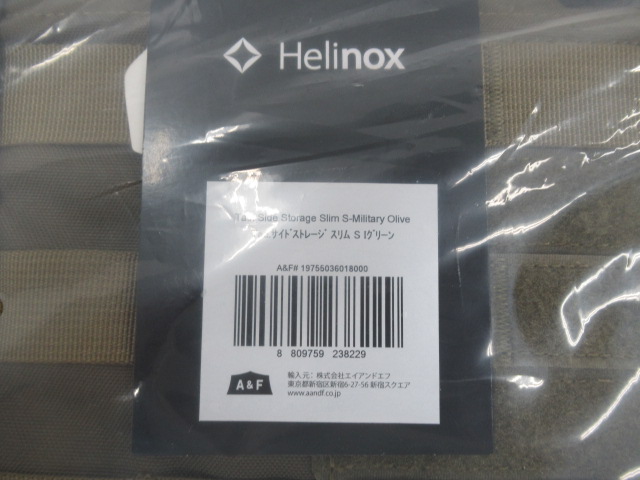 Helinox
Side Storage Slim S-Military Olive
サイドストレージ スリム S Iグリーン
A&F# 19755036018000
8 809759 238229
A&F
輸入元：株式会社エイアンドエフ
東京都新宿区新宿6-27-56 新宿スクエア
www.aandf.co.jp